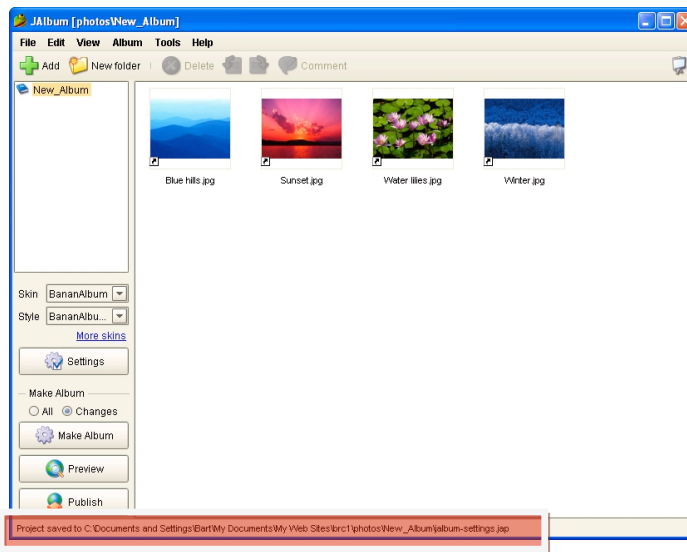 JAlbum [photos\New_Album]
File Edit View Album Tools Help
Add New folder Delete Comment
New_Album
Blue hills.jpg Sunset.jpg Water lilies.jpg Winter.jpg
Skin BananAlbum
Style BananAlbu...
More skins
Settings
Make Album
All Changes
Make Album
Preview
Publish
Project saved to C:\Documents and Settings\Bart\My Documents\My Web Sites\brc1\photos\New_Album\jalbum-settings.jap